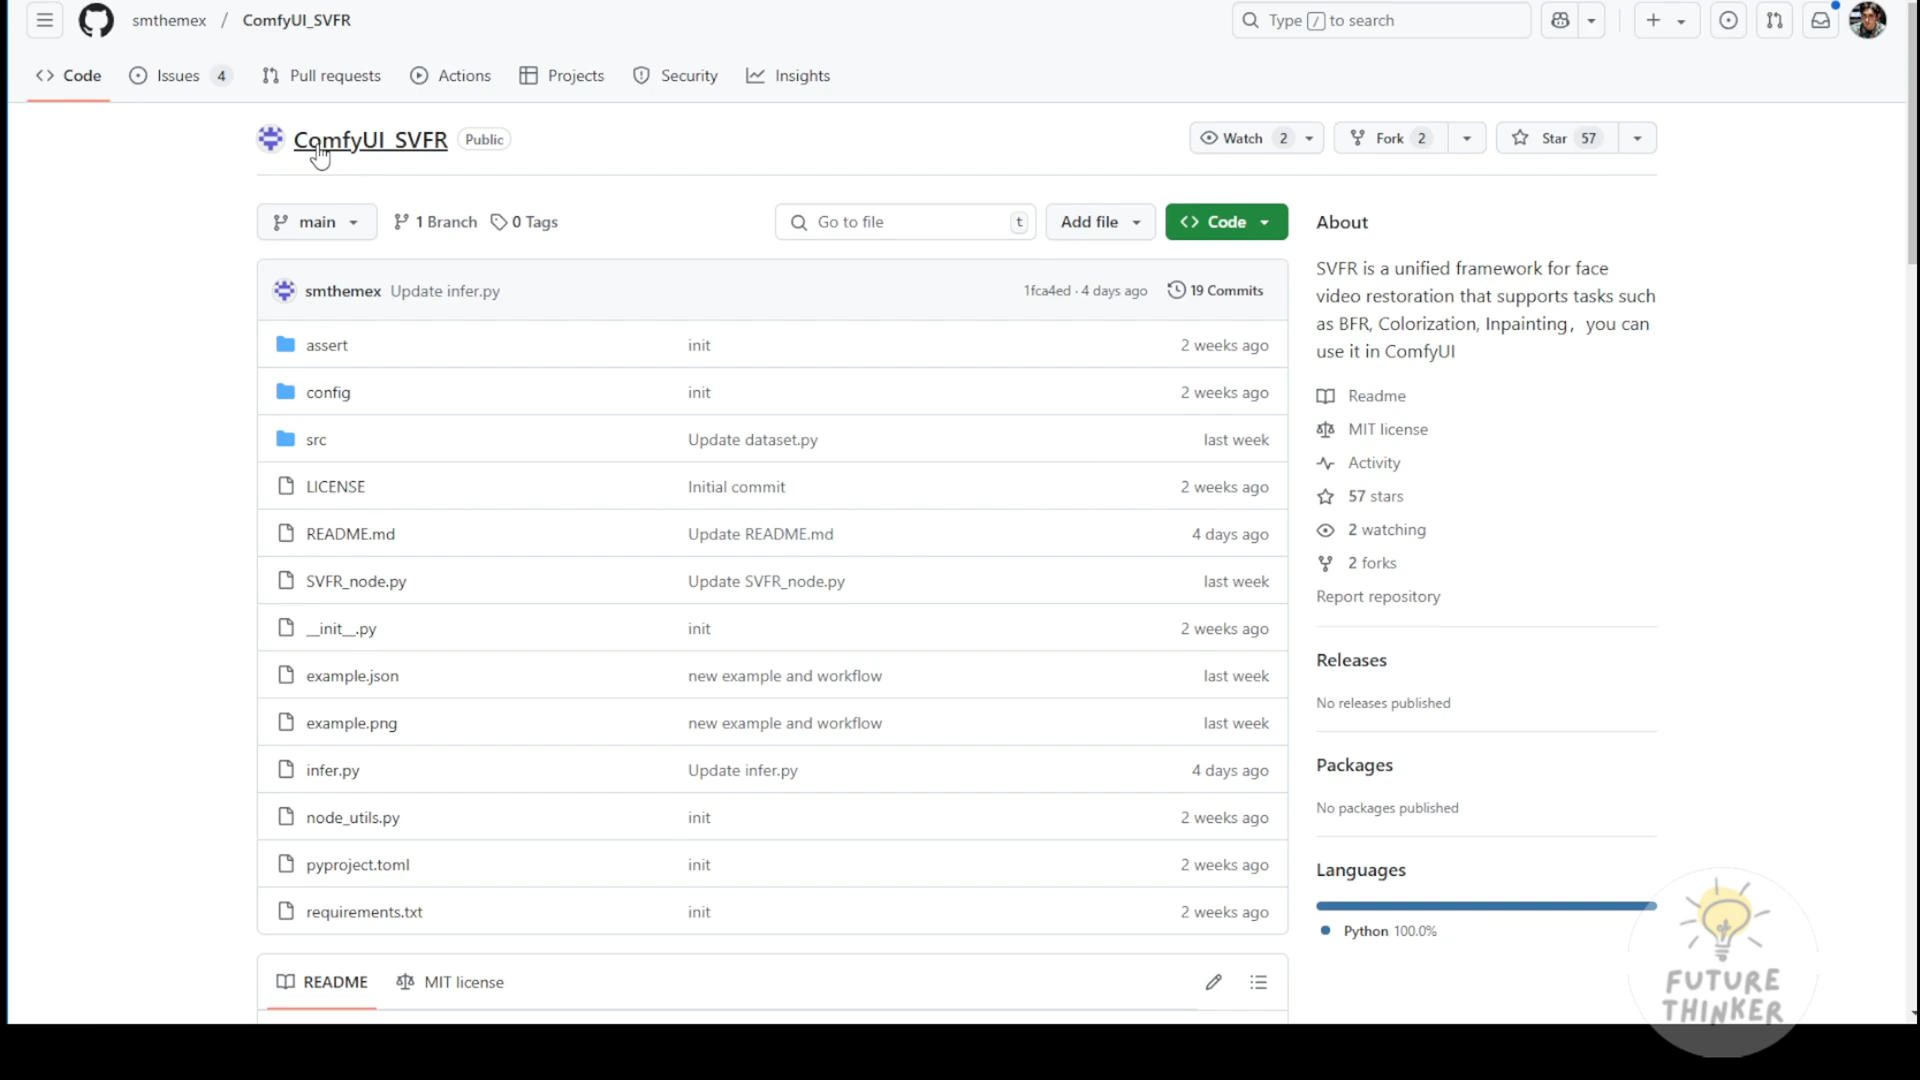 smthemex / ComfyUI_SVFR
Type / to search
Code
Issues 4
Pull requests
Actions
Projects
Security
Insights
ComfyUI_SVFR Public
Watch 2
Fork 2
Star 57
main
1 Branch
0 Tags
Go to file t
Add file
Code
smthemex Update infer.py 1fca4ed · 4 days ago 19 Commits
assert init 2 weeks ago
config init 2 weeks ago
src Update dataset.py last week
LICENSE Initial commit 2 weeks ago
README.md Update README.md 4 days ago
SVFR_node.py Update SVFR_node.py last week
__init__.py init 2 weeks ago
example.json new example and workflow last week
example.png new example and workflow last week
infer.py Update infer.py 4 days ago
node_utils.py init 2 weeks ago
pyproject.toml init 2 weeks ago
requirements.txt init 2 weeks ago
README
MIT license
About
SVFR is a unified framework for face
video restoration that supports tasks such
as BFR, Colorization, Inpainting，you can
use it in ComfyUI
Readme
MIT license
Activity
57 stars
2 watching
2 forks
Report repository
Releases
No releases published
Packages
No packages published
Languages
Python 100.0%
FUTURE
THINKER